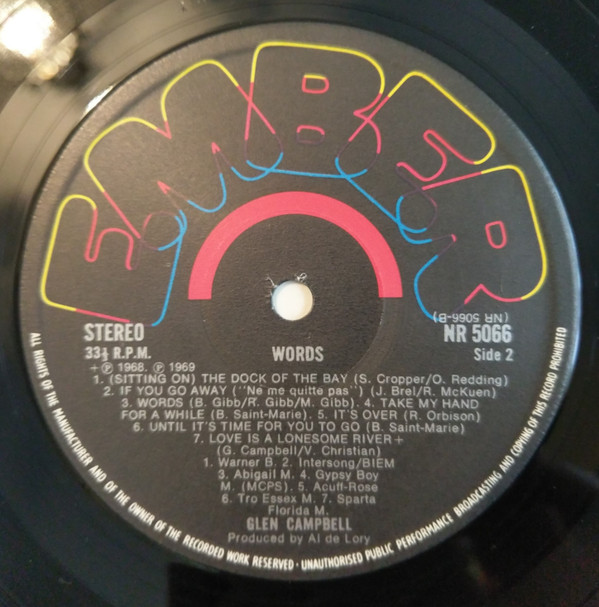 EMBER
STEREO
33⅓ R.P.M.
(NR 5066-B)
NR 5066
Side 2
WORDS
+ ℗ 1968. ℗ 1969
1. (SITTING ON) THE DOCK OF THE BAY (S. Cropper/O. Redding)
2. IF YOU GO AWAY ("Ne me quitte pas") (J. Brel/R. McKuen)
3. WORDS (B. Gibb/R. Gibb/M. Gibb). 4. TAKE MY HAND
FOR A WHILE (B. Saint-Marie). 5. IT'S OVER (R. Orbison)
6. UNTIL IT'S TIME FOR YOU TO GO (B. Saint-Marie)
7. LOVE IS A LONESOME RIVER+
(G. Campbell/V. Christian)
1. Warner B. 2. Intersong/BIEM
3. Abigail M. 4. Gypsy Boy
M. (MCPS). 5. Acuff-Rose
6. Tro Essex M. 7. Sparta
Florida M.
GLEN CAMPBELL
Produced by Al de Lory
ALL RIGHTS OF THE MANUFACTURER AND OF THE OWNER OF THE RECORDED WORK RESERVED · UNAUTHORISED PUBLIC PERFORMANCE BROADCASTING AND COPYING OF THIS RECORD PROHIBITED